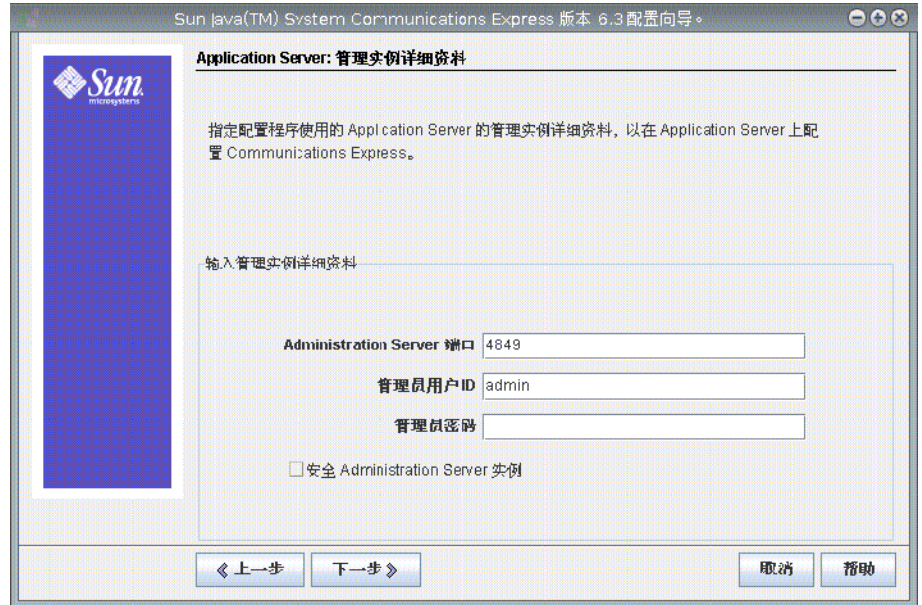 Sun Java(TM) System Communications Express 版本 6.3配置向导。
Sun
microsystems
Application Server: 管理实例详细资料
指定配置程序使用的 Application Server 的管理实例详细资料，以在 Application Server 上配
置 Communications Express。
输入管理实例详细资料
Administration Server 端口 4849
管理员用户ID admin
管理员密码
安全 Administration Server 实例
《 上一步 下一步 》 取消 帮助